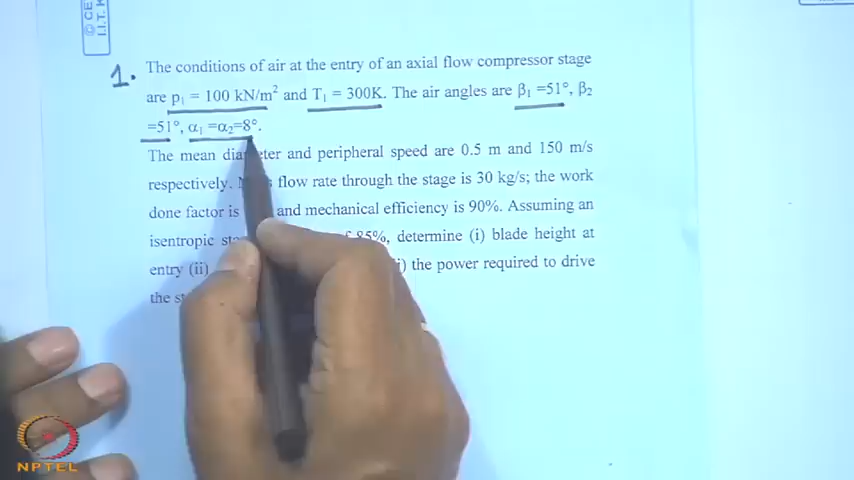 © CE
I.I.T. K
1. The conditions of air at the entry of an axial flow compressor stage
are p₁ = 100 kN/m² and T₁ = 300K. The air angles are β₁ =51°, β₂
=51°, α₁ =α₂=8°.
The mean diameter and peripheral speed are 0.5 m and 150 m/s
respectively. flow rate through the stage is 30 kg/s; the work
done factor is and mechanical efficiency is 90%. Assuming an
isentropic of 85%, determine (i) blade height at
entry (ii) the power required to drive
the
NPTEL